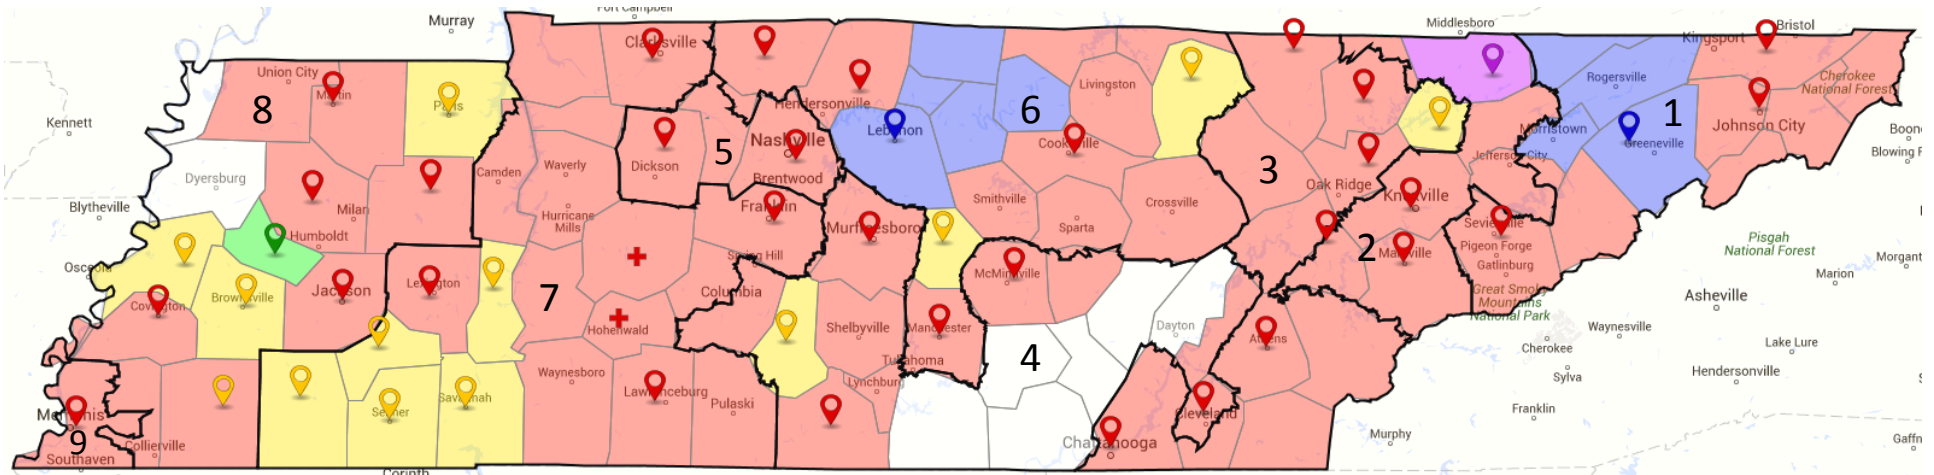 Fort Campbell
Murray
Middlesboro
Bristol
Kingsport
Clarksville
Union City
Martin
Paris
8
Livingston
Rogersville
Cherokee
National Forest
Kennett
Hendersonville
6
1
Lebanon
Morristown
Johnson City
Boone
Blowing
Nashville
Cookeville
Greeneville
Dickson
5
Waverly
Camden
Brentwood
3
Jefferson City
Oak Ridge
Knoxville
Dyersburg
Smithville
Crossville
Blytheville
Milan
Franklin
Hurricane
Mills
Humboldt
Murfreesboro
Sparta
Sevierville
Pigeon Forge
Gatlinburg
Pisgah
National Forest
2
Maryville
Spring Hill
Osceola
McMinnville
Marion
Morgant
Jackson
Lexington
Columbia
7
Brownsville
Covington
Great Smoky
Mountains
National Park
Asheville
Hohenwald
Shelbyville
Manchester
Dayton
Athens
Waynesville
Lake Lure
Cherokee
4
Tullahoma
Waynesboro
Lynchburg
Sylva
Hendersonville
Lawrenceburg
Pulaski
Savannah
Selmer
Memphis
Cleveland
Franklin
9
Collierville
Southaven
Chattanooga
Murphy
Gaffn
Corinth